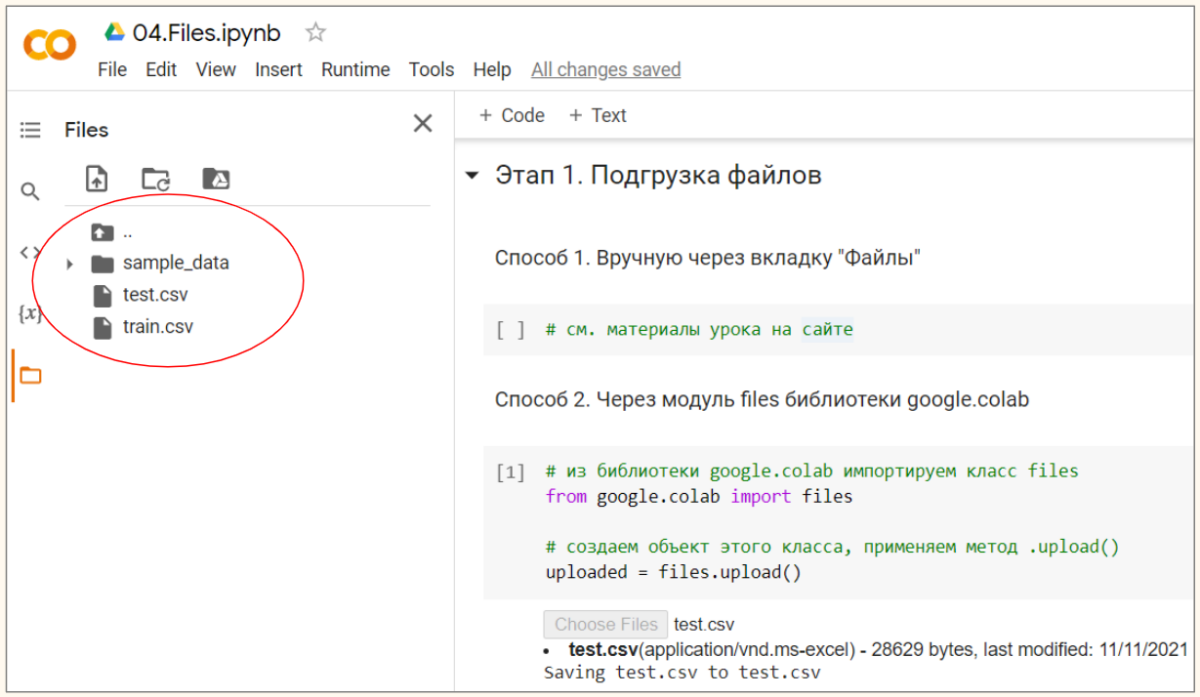 04.Files.ipynb
File Edit View Insert Runtime Tools Help All changes saved
Files
+ Code + Text
..
sample_data
test.csv
train.csv
{x}
Этап 1. Подгрузка файлов
Способ 1. Вручную через вкладку "Файлы"
[ ] # см. материалы урока на сайте
Способ 2. Через модуль files библиотеки google.colab
[1] # из библиотеки google.colab импортируем класс files
from google.colab import files
# создаем объект этого класса, применяем метод .upload()
uploaded = files.upload()
Choose Files test.csv
• test.csv(application/vnd.ms-excel) - 28629 bytes, last modified: 11/11/2021
Saving test.csv to test.csv